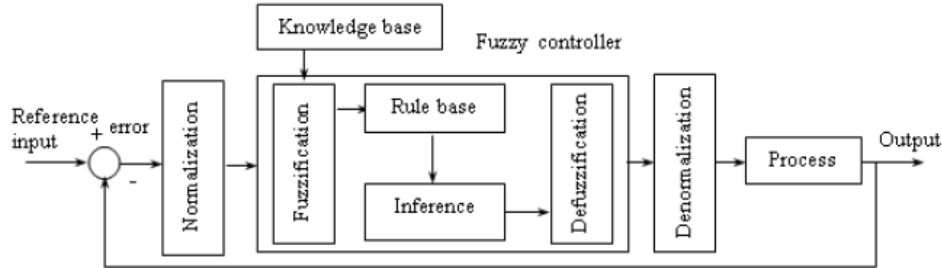 Knowledge base
Fuzzy controller
Reference
input
+
error
-
Normalization
Fuzzification
Rule base
Inference
Defuzzification
Denormalization
Process
Output